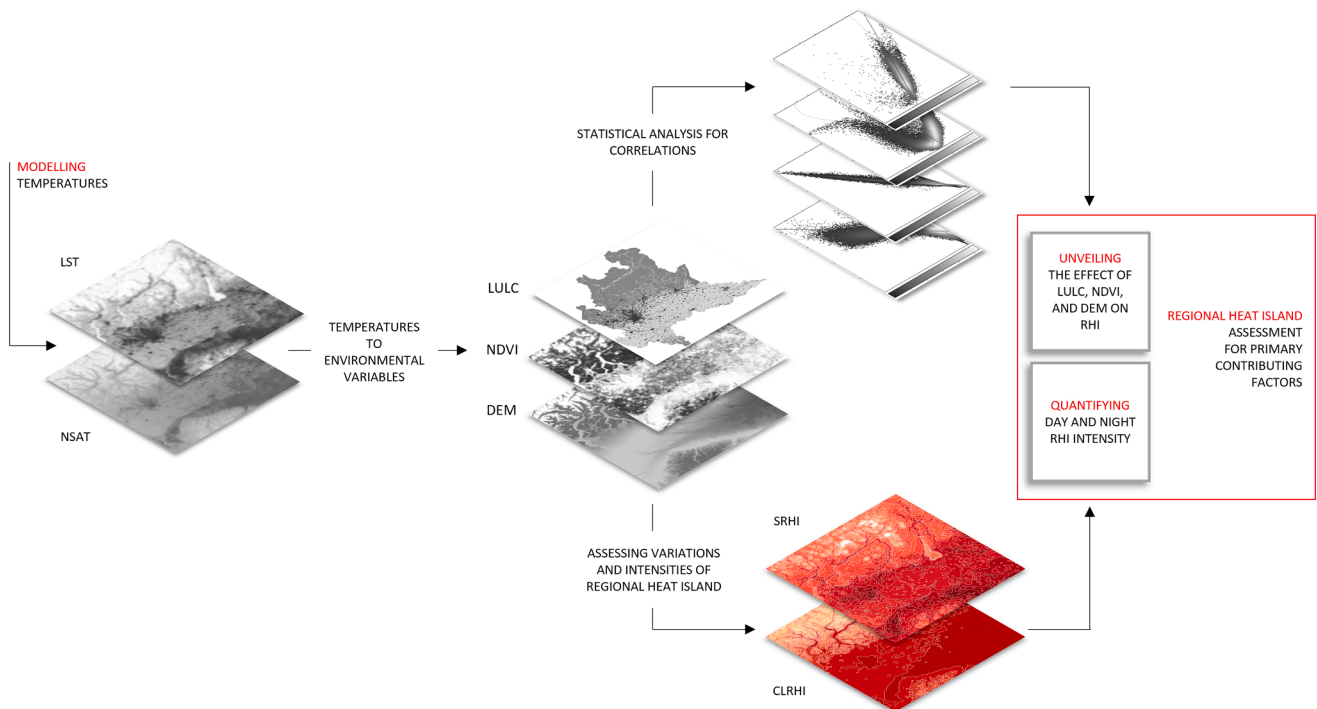 MODELLING
TEMPERATURES
LST
NSAT
TEMPERATURES
TO
ENVIRONMENTAL
VARIABLES
LULC
NDVI
DEM
STATISTICAL ANALYSIS FOR
CORRELATIONS
ASSESSING VARIATIONS
AND INTENSITIES OF
REGIONAL HEAT ISLAND
SRHI
CLRHI
UNVEILING
THE EFFECT OF
LULC, NDVI,
AND DEM ON
RHI
QUANTIFYING
DAY AND NIGHT
RHI INTENSITY
REGIONAL HEAT ISLAND
ASSESSMENT
FOR PRIMARY
CONTRIBUTING
FACTORS